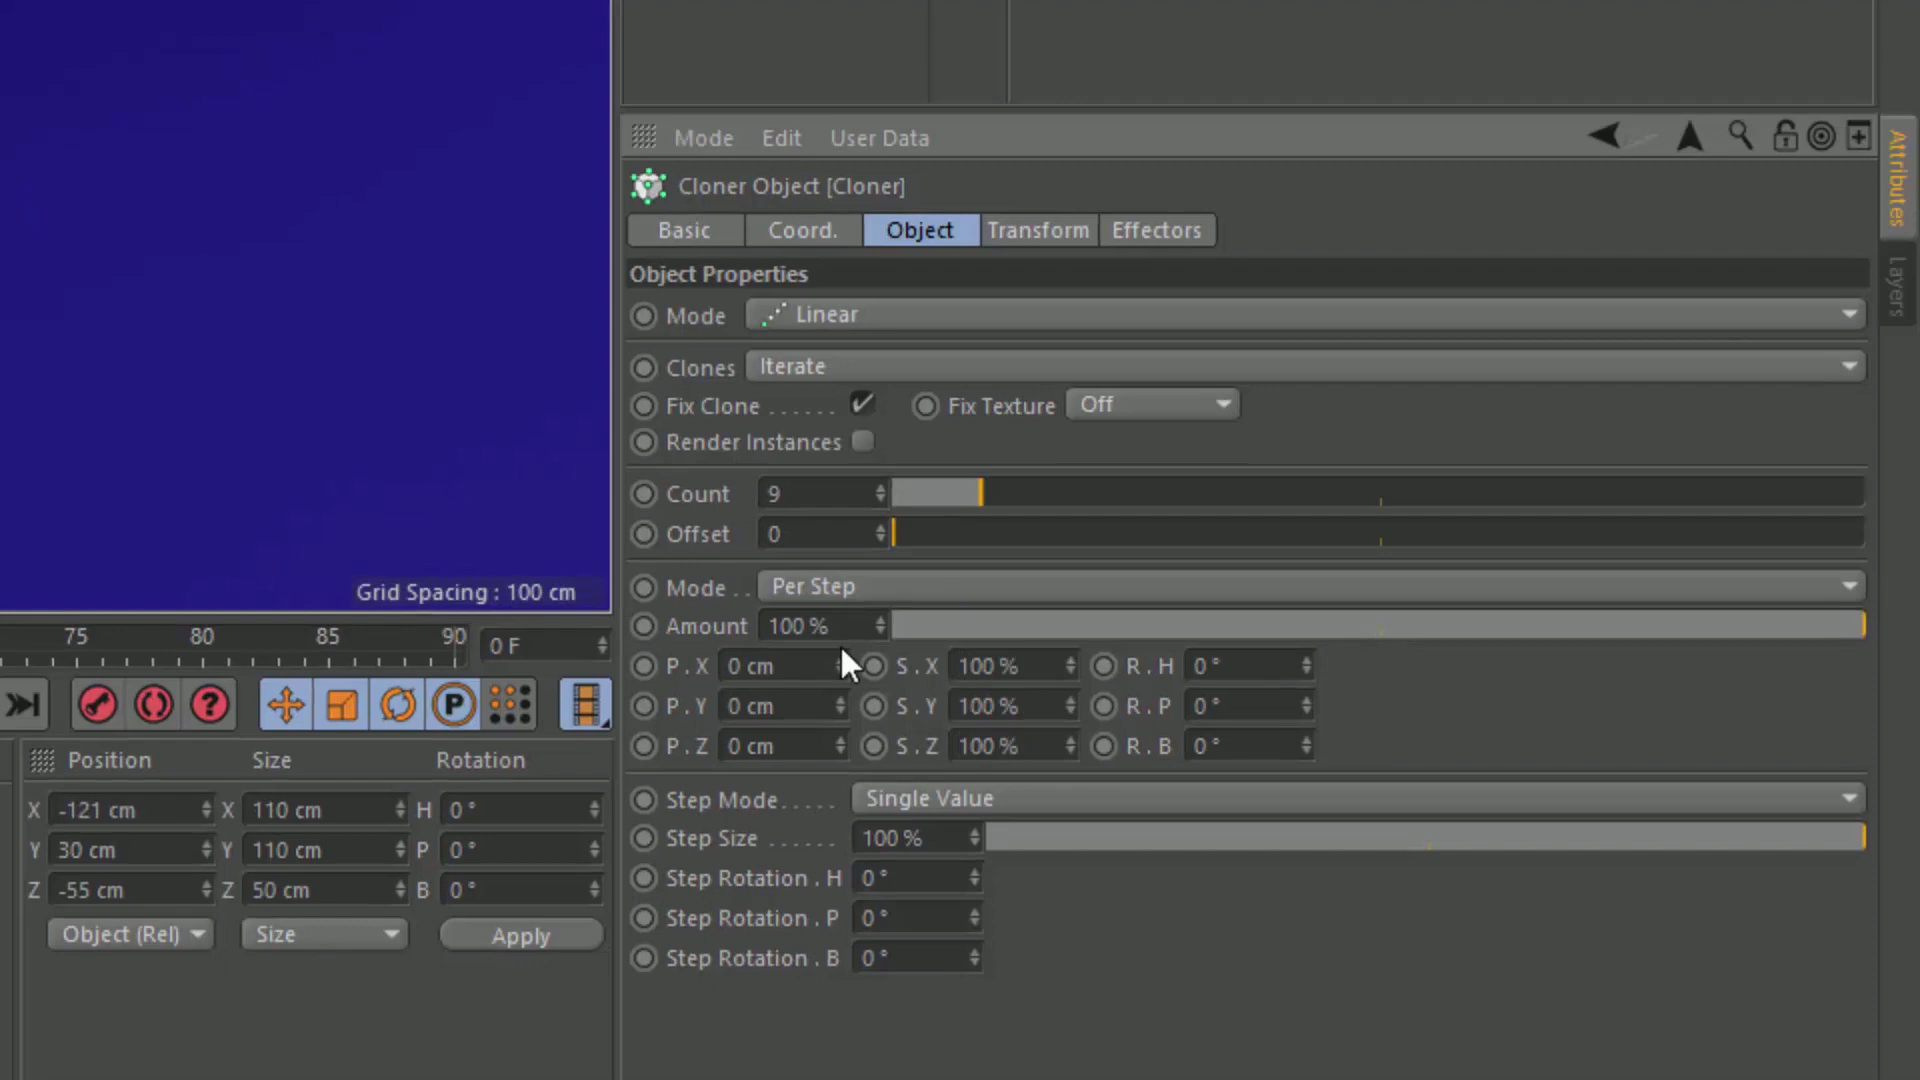 Mode Edit User Data
Cloner Object [Cloner]
Basic Coord. Object Transform Effectors
Object Properties
Mode Linear
Clones Iterate
Fix Clone ...... Fix Texture Off
Render Instances
Count 9
Offset 0
Mode .. Per Step
Amount 100 %
P . X 0 cm S . X 100 % R . H 0 °
P . Y 0 cm S . Y 100 % R . P 0 °
P . Z 0 cm S . Z 100 % R . B 0 °
Step Mode ..... Single Value
Step Size ...... 100 %
Step Rotation . H 0 °
Step Rotation . P 0 °
Step Rotation . B 0 °
Attributes
Layers
Grid Spacing : 100 cm
75 80 85 90 0 F
P
Position Size Rotation
X -121 cm X 110 cm H 0 °
Y 30 cm Y 110 cm P 0 °
Z -55 cm Z 50 cm B 0 °
Object (Rel) Size Apply